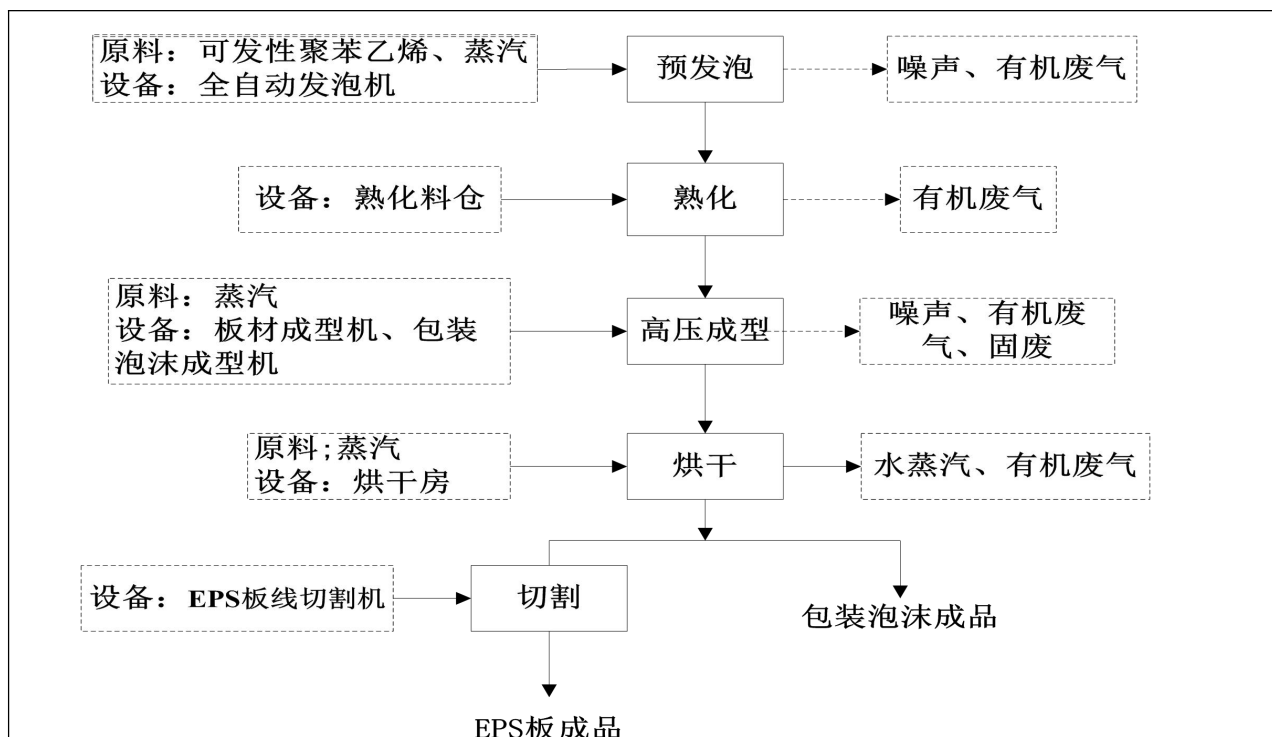 原料：可发性聚苯乙烯、蒸汽
设备：全自动发泡机
预发泡
噪声、有机废气
设备：熟化料仓
熟化
有机废气
原料：蒸汽
设备：板材成型机、包装
泡沫成型机
高压成型
噪声、有机废
气、固废
原料;蒸汽
设备：烘干房
烘干
水蒸汽、有机废气
设备：EPS板线切割机
切割
包装泡沫成品
EPS板成品